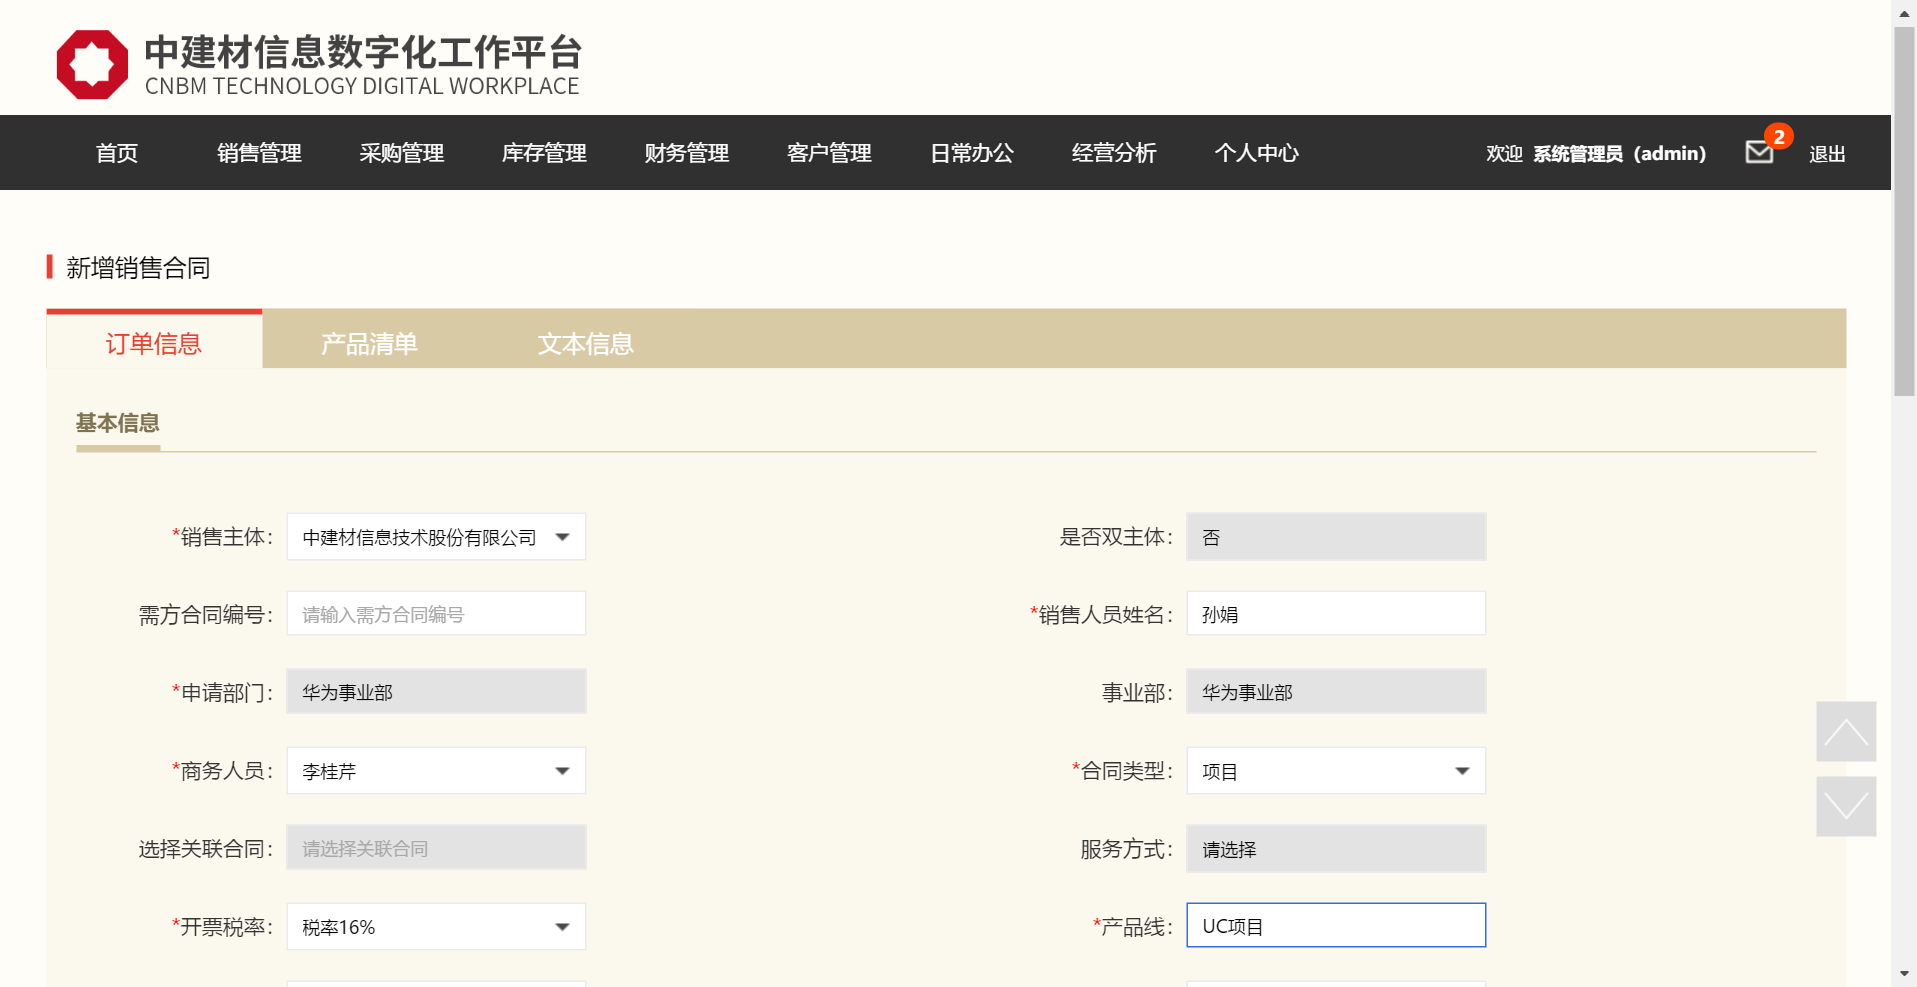 中建材信息数字化工作平台
CNBM TECHNOLOGY DIGITAL WORKPLACE
首页 销售管理 采购管理 库存管理 财务管理 客户管理 日常办公 经营分析 个人中心 欢迎 系统管理员（admin） 2 退出
新增销售合同
订单信息 产品清单 文本信息
基本信息
*销售主体： 中建材信息技术股份有限公司 是否双主体： 否
需方合同编号： 请输入需方合同编号 *销售人员姓名： 孙娟
*申请部门： 华为事业部 事业部： 华为事业部
*商务人员： 李桂芹 *合同类型： 项目
选择关联合同： 请选择关联合同 服务方式： 请选择
*开票税率： 税率16% *产品线： UC项目